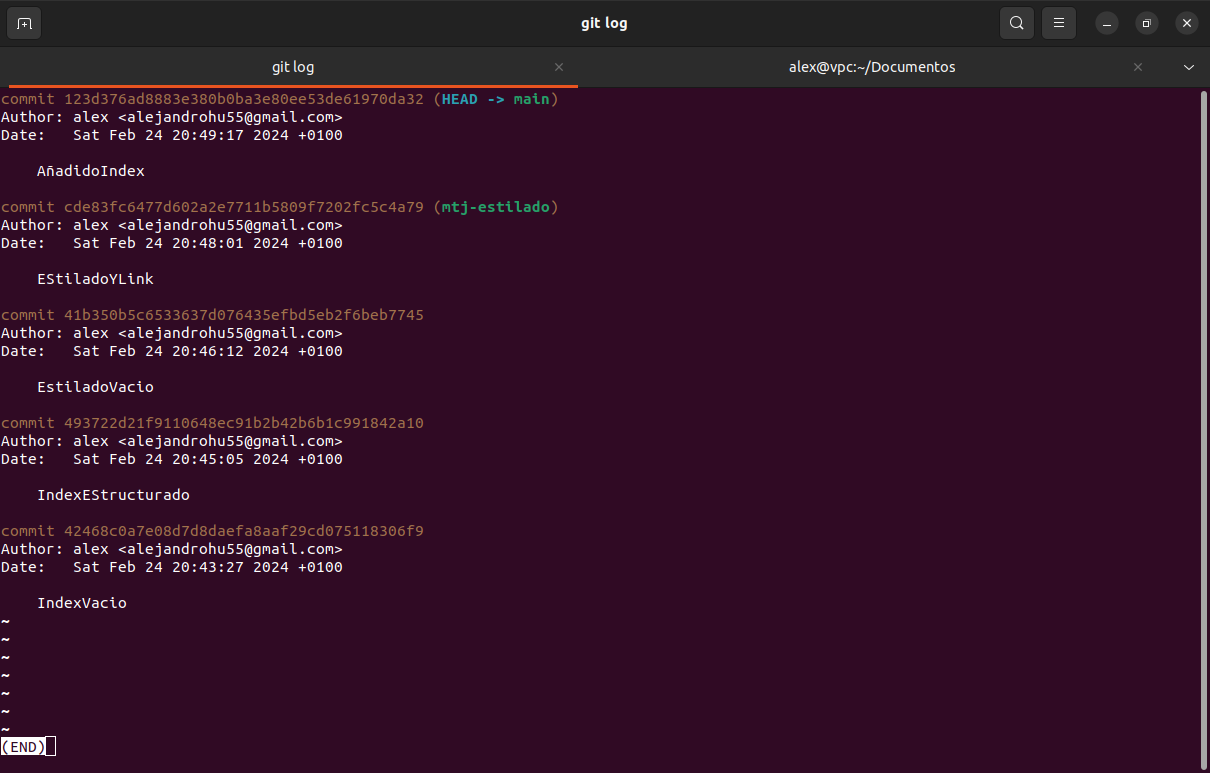 git log
git log
alex@vpc:~/Documentos
commit 123d376ad8883e380b0ba3e80ee53de61970da32 (HEAD -> main)
Author: alex <alejandrohu55@gmail.com>
Date:   Sat Feb 24 20:49:17 2024 +0100
AñadidoIndex
commit cde83fc6477d602a2e7711b5809f7202fc5c4a79 (mtj-estilado)
Author: alex <alejandrohu55@gmail.com>
Date:   Sat Feb 24 20:48:01 2024 +0100
EStiladoYLink
commit 41b350b5c6533637d076435efbd5eb2f6beb7745
Author: alex <alejandrohu55@gmail.com>
Date:   Sat Feb 24 20:46:12 2024 +0100
EstiladoVacio
commit 493722d21f9110648ec91b2b42b6b1c991842a10
Author: alex <alejandrohu55@gmail.com>
Date:   Sat Feb 24 20:45:05 2024 +0100
IndexEStructurado
commit 42468c0a7e08d7d8daefa8aaf29cd075118306f9
Author: alex <alejandrohu55@gmail.com>
Date:   Sat Feb 24 20:43:27 2024 +0100
IndexVacio
~
~
~
~
~
~
~
(END)